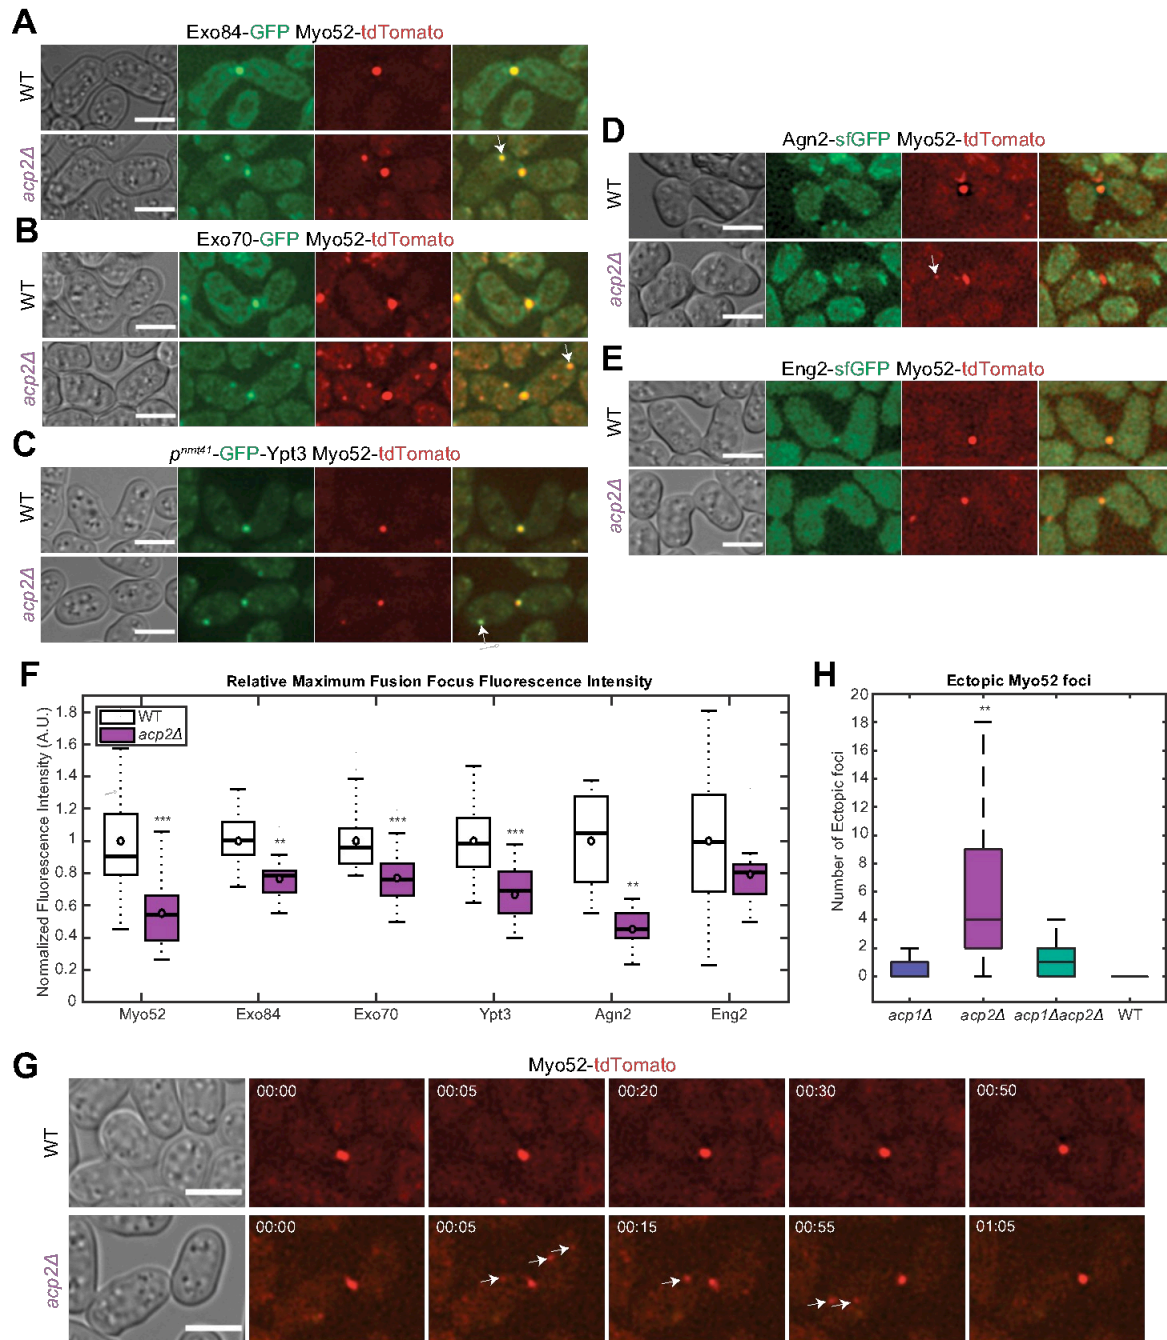 A
Exo84-GFP Myo52-tdTomato
WT
acp2Δ
B
Exo70-GFP Myo52-tdTomato
WT
acp2Δ
C
pnmt41-GFP-Ypt3 Myo52-tdTomato
WT
acp2Δ
D
Agn2-sfGFP Myo52-tdTomato
WT
acp2Δ
E
Eng2-sfGFP Myo52-tdTomato
WT
acp2Δ
F
Relative Maximum Fusion Focus Fluorescence Intensity
Normalized Fluorescence Intensity (A.U.)
1.8
1.6
1.4
1.2
1
0.8
0.6
0.4
0.2
0
WT
acp2Δ
***
**
***
***
**
Myo52 Exo84 Exo70 Ypt3 Agn2 Eng2
H
Ectopic Myo52 foci
Number of Ectopic foci
20
18
16
14
12
10
8
6
4
2
0
**
acp1Δ acp2Δ acp1Δacp2Δ WT
G
Myo52-tdTomato
WT
00:00 00:05 00:20 00:30 00:50
acp2Δ
00:00 00:05 00:15 00:55 01:05